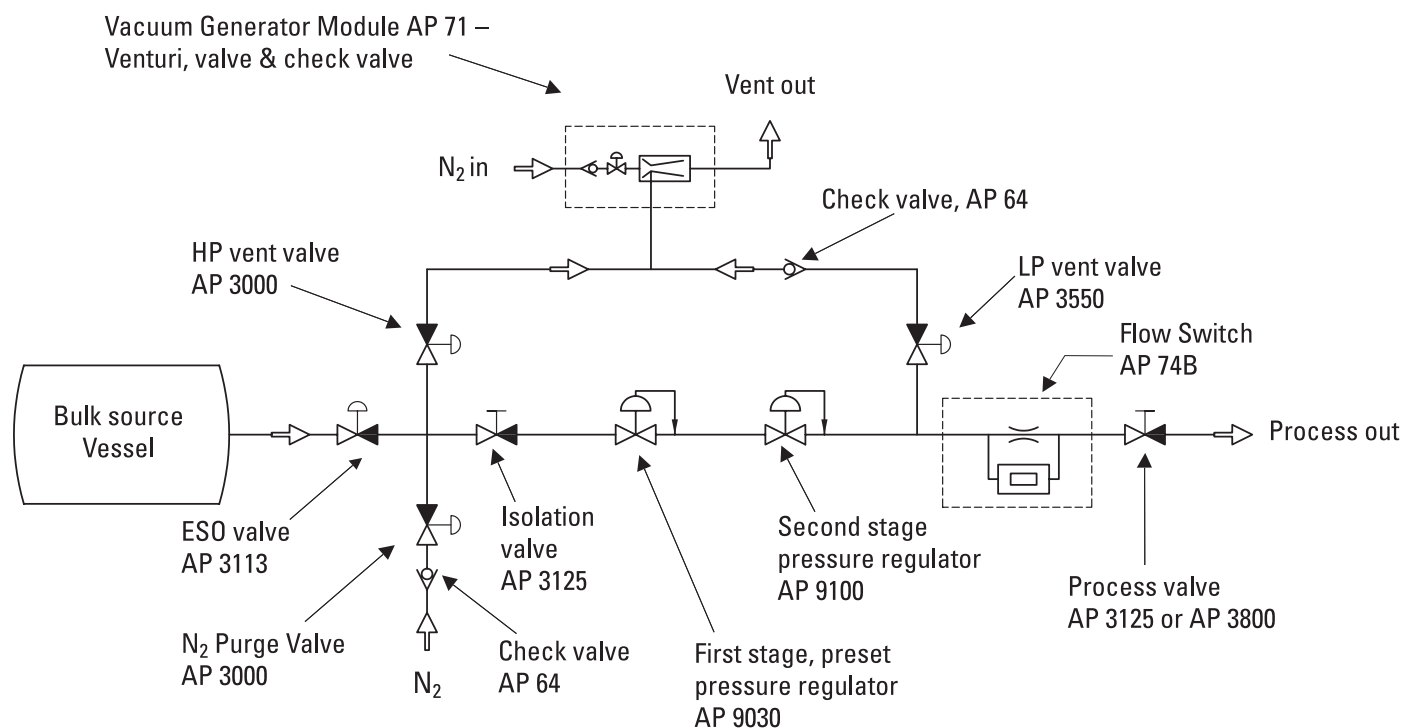 Vacuum Generator Module AP 71 –
Venturi, valve & check valve
Vent out
N₂ in
Check valve, AP 64
HP vent valve
AP 3000
LP vent valve
AP 3550
Flow Switch
AP 74B
Bulk source
Vessel
Process out
ESO valve
AP 3113
Isolation
valve
AP 3125
Second stage
pressure regulator
AP 9100
Process valve
AP 3125 or AP 3800
N₂ Purge Valve
AP 3000
Check valve
AP 64
First stage, preset
pressure regulator
AP 9030
N₂